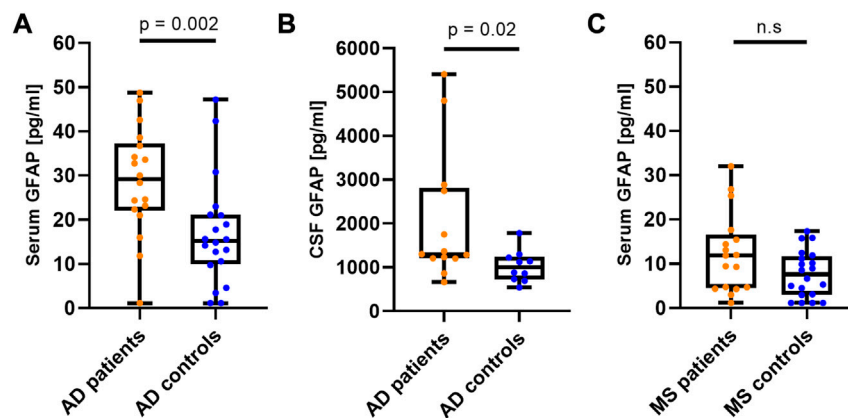 A
p = 0.002
Serum GFAP [pg/ml]
60
50
40
30
20
10
0
AD patients
AD controls
B
p = 0.02
CSF GFAP [pg/ml]
6000
5000
4000
3000
2000
1000
0
AD patients
AD controls
C
n.s
Serum GFAP [pg/ml]
60
50
40
30
20
10
0
MS patients
MS controls